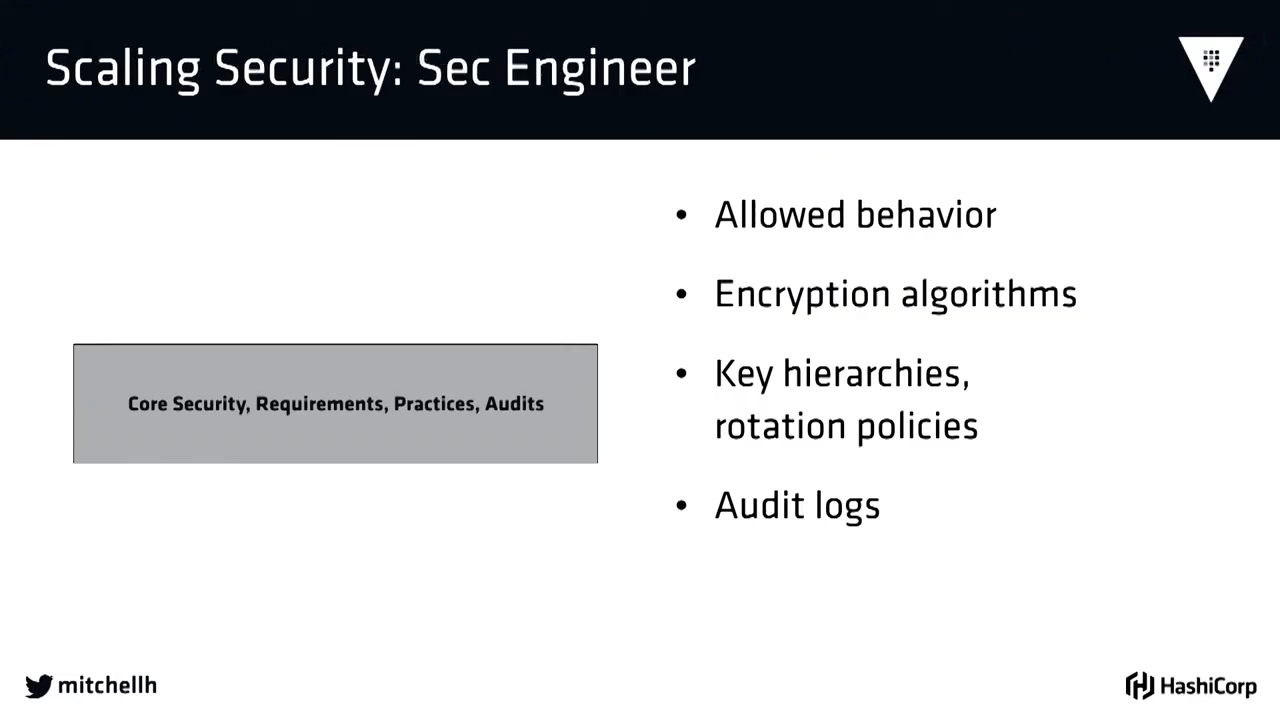 Scaling Security: Sec Engineer
Core Security, Requirements, Practices, Audits
• Allowed behavior
• Encryption algorithms
• Key hierarchies,
rotation policies
• Audit logs
mitchellh
HashiCorp